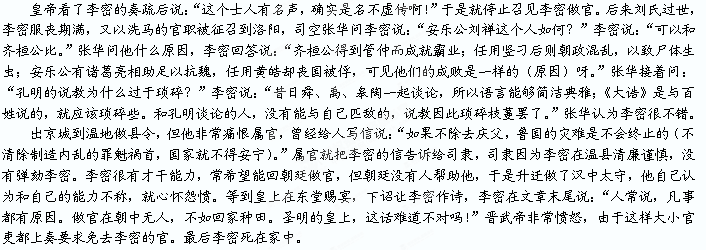 皇帝看了李密的奏疏后说：“这个士人有名声，确实是名不虚传啊！”于是就停止召见李密做官。后来刘氏过世，
李密服丧期满，又以洗马的官职被征召到洛阳，司空张华问李密说：“安乐公刘禅这个人如何？”李密说：“可以和
齐桓公比。”张华问他什么原因，李密回答说：“齐桓公得到管仲而成就霸业；任用竖刁后则朝政混乱，以致尸体生
虫；安乐公有诸葛亮相助足以抗魏，任用黄皓却丧国被俘，可见他们的成败是一样的（原因）呀。”张华接着问：
“孔明的说教为什么过于琐碎？”李密说：“昔日舜、禹、皋陶一起谈论，所以语言能够简洁典雅；《大诰》是与百
姓说的，就应该琐碎些。和孔明谈论的人，没有能与自己匹敌的，说教因此琐碎枝蔓罢了。”张华认为李密很不错。
出京城到温地做县令，但他非常痛恨属官，曾经给人写信说：“如果不除去庆父，鲁国的灾难是不会终止的（不
清除制造内乱的罪魁祸首，国家就不得安宁）。”属官就把李密的信告诉给司隶，司隶因为李密在温县清廉谨慎，没
有弹劾李密。李密很有才干能力，常希望能回朝廷做官，但朝廷没有人帮助他，于是升迁做了汉中太守，他自己认
为和自己的能力不称，就心怀怨愤。等到皇上在东堂赐宴，下诏让李密作诗，李密在文章末尾说：“人常说，凡事
都有原因。做官在朝中无人，不如回家种田。圣明的皇上，这话难道不对吗！”晋武帝非常愤怒，由于这样大小官
吏都上奏要求免去李密的官。最后李密死在家中。